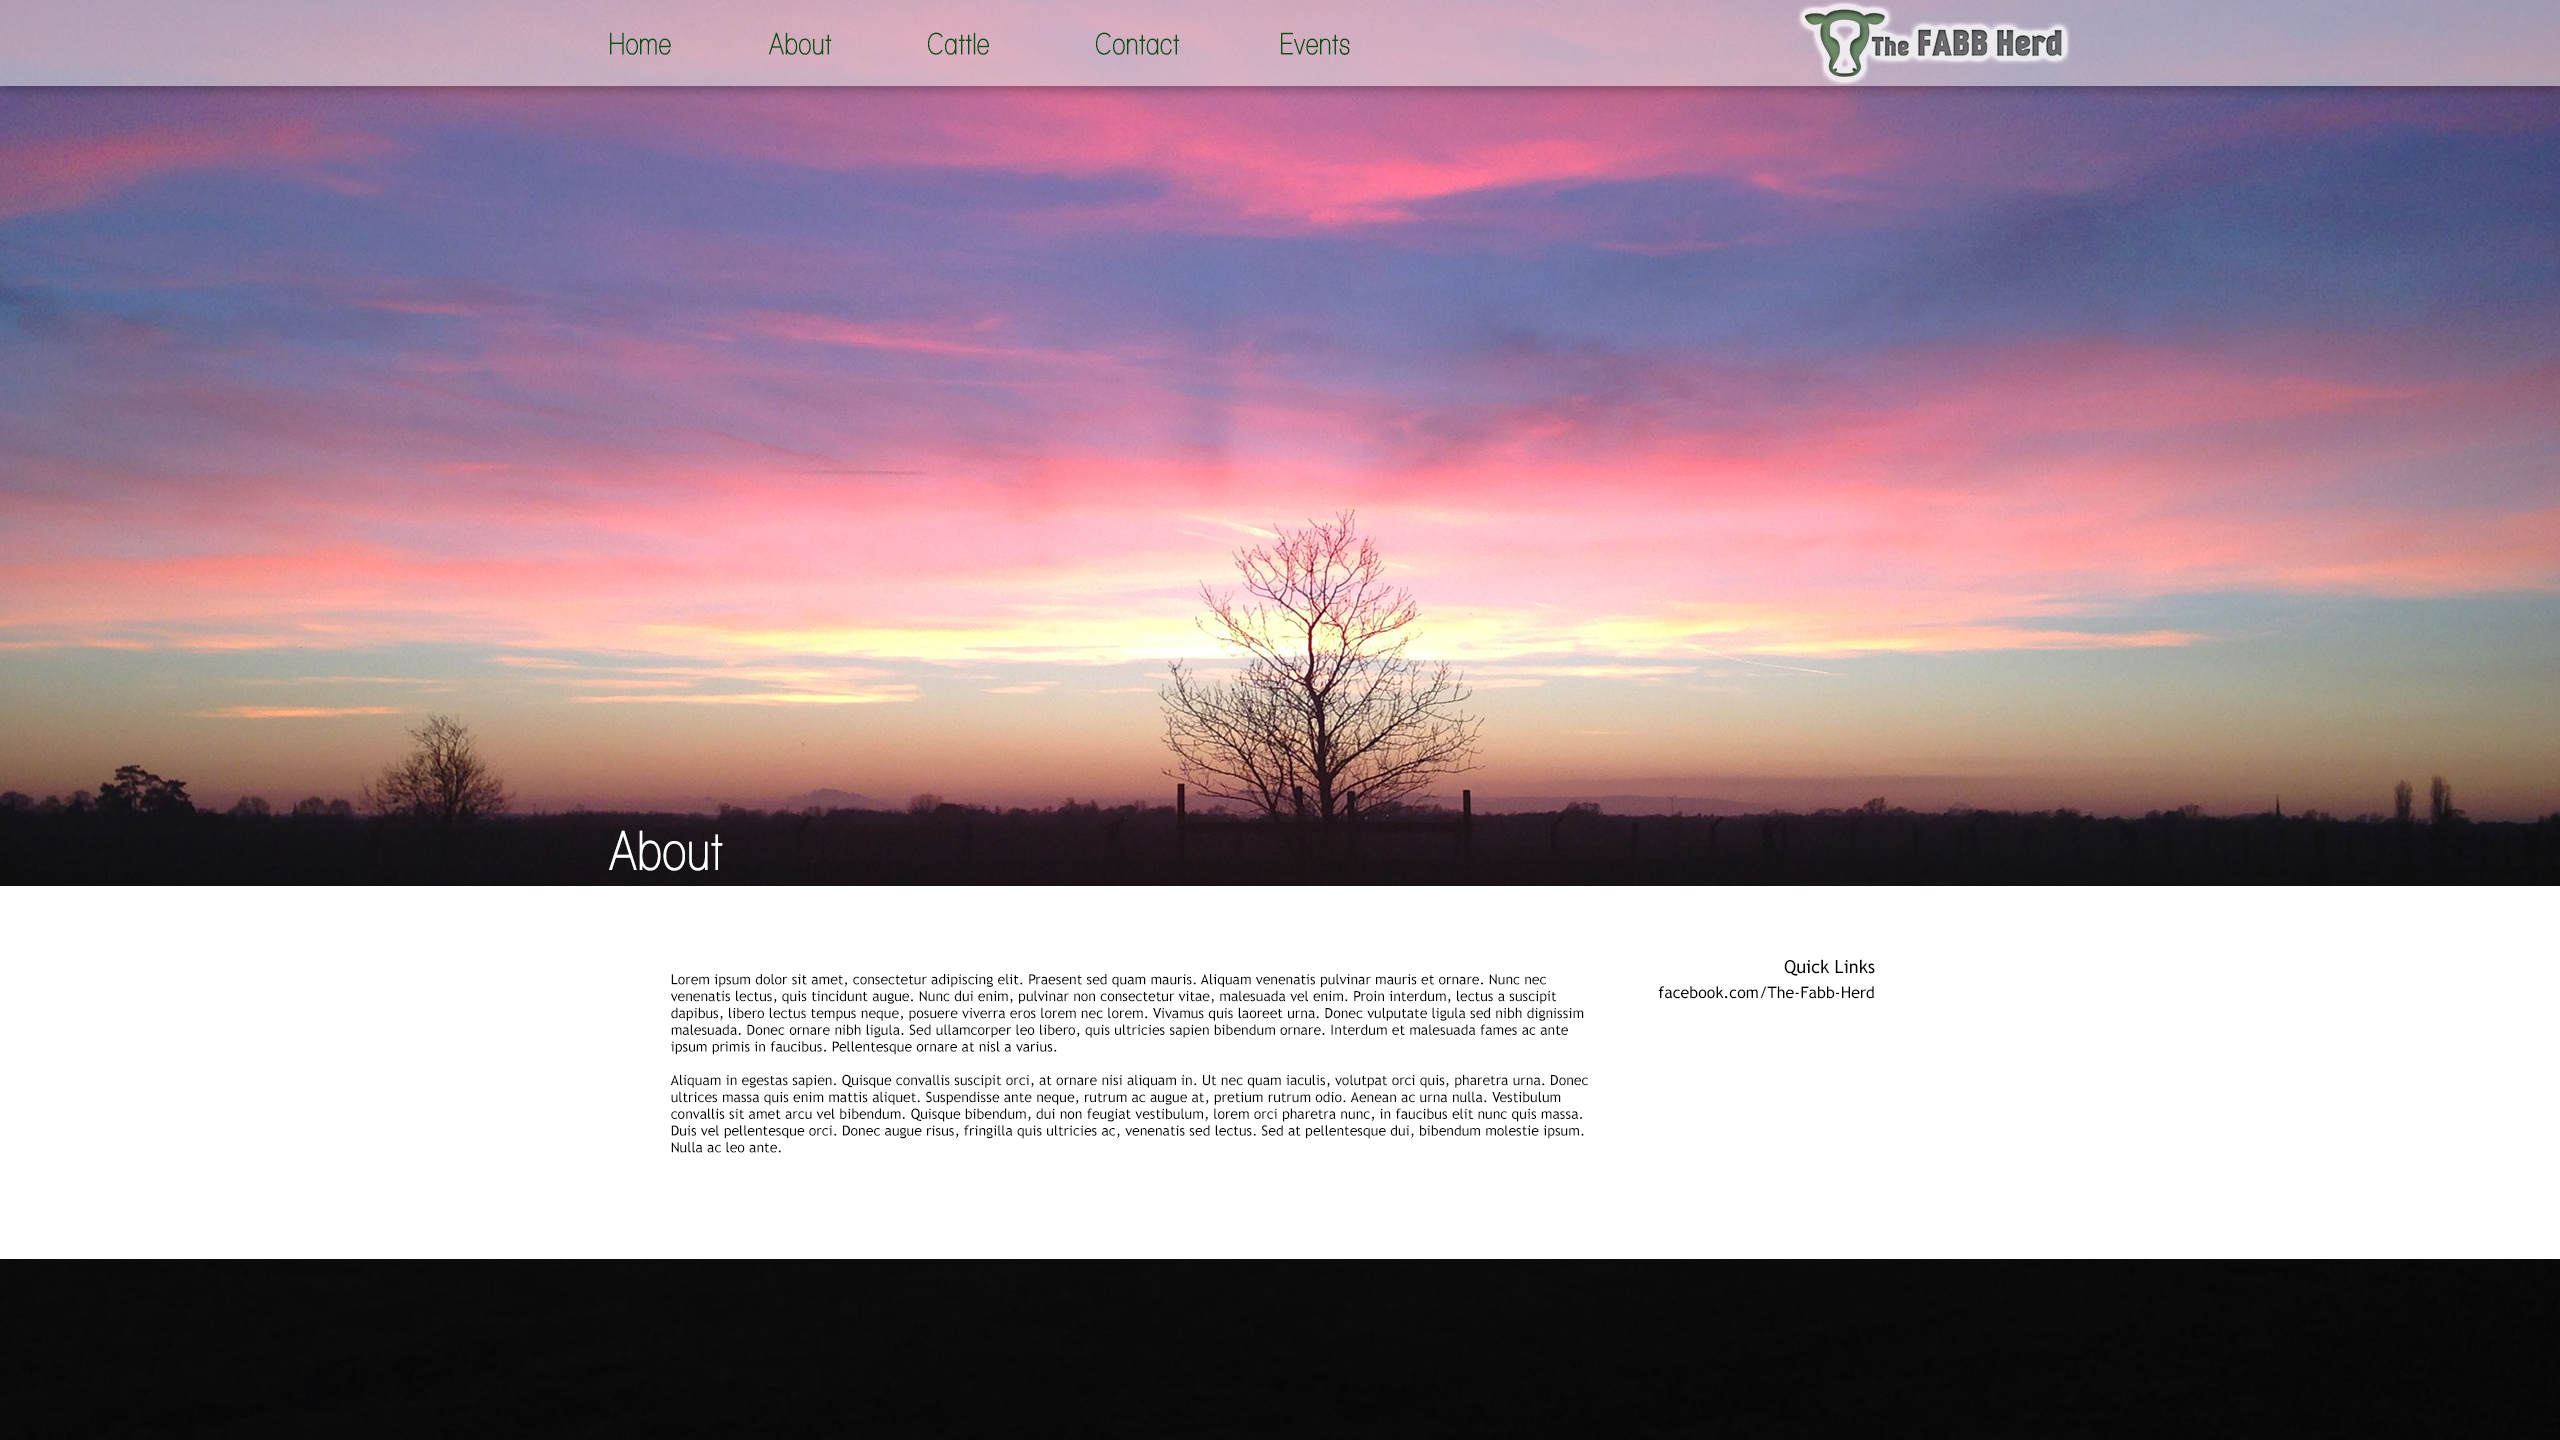 Home About Cattle Contact Events The FABB Herd
About
Quick Links
facebook.com/The-Fabb-Herd
Lorem ipsum dolor sit amet, consectetur adipiscing elit. Praesent sed quam mauris. Aliquam venenatis pulvinar mauris et ornare. Nunc nec
venenatis lectus, quis tincidunt augue. Nunc dui enim, pulvinar non consectetur vitae, malesuada vel enim. Proin interdum, lectus a suscipit
dapibus, libero lectus tempus neque, posuere viverra eros lorem nec lorem. Vivamus quis laoreet urna. Donec vulputate ligula sed nibh dignissim
malesuada. Donec ornare nibh ligula. Sed ullamcorper leo libero, quis ultricies sapien bibendum ornare. Interdum et malesuada fames ac ante
ipsum primis in faucibus. Pellentesque ornare at nisl a varius.
Aliquam in egestas sapien. Quisque convallis suscipit orci, at ornare nisi aliquam in. Ut nec quam iaculis, volutpat orci quis, pharetra urna. Donec
ultrices massa quis enim mattis aliquet. Suspendisse ante neque, rutrum ac augue at, pretium rutrum odio. Aenean ac urna nulla. Vestibulum
convallis sit amet arcu vel bibendum. Quisque bibendum, dui non feugiat vestibulum, lorem orci pharetra nunc, in faucibus elit nunc quis massa.
Duis vel pellentesque orci. Donec augue risus, fringilla quis ultricies ac, venenatis sed lectus. Sed at pellentesque dui, bibendum molestie ipsum.
Nulla ac leo ante.